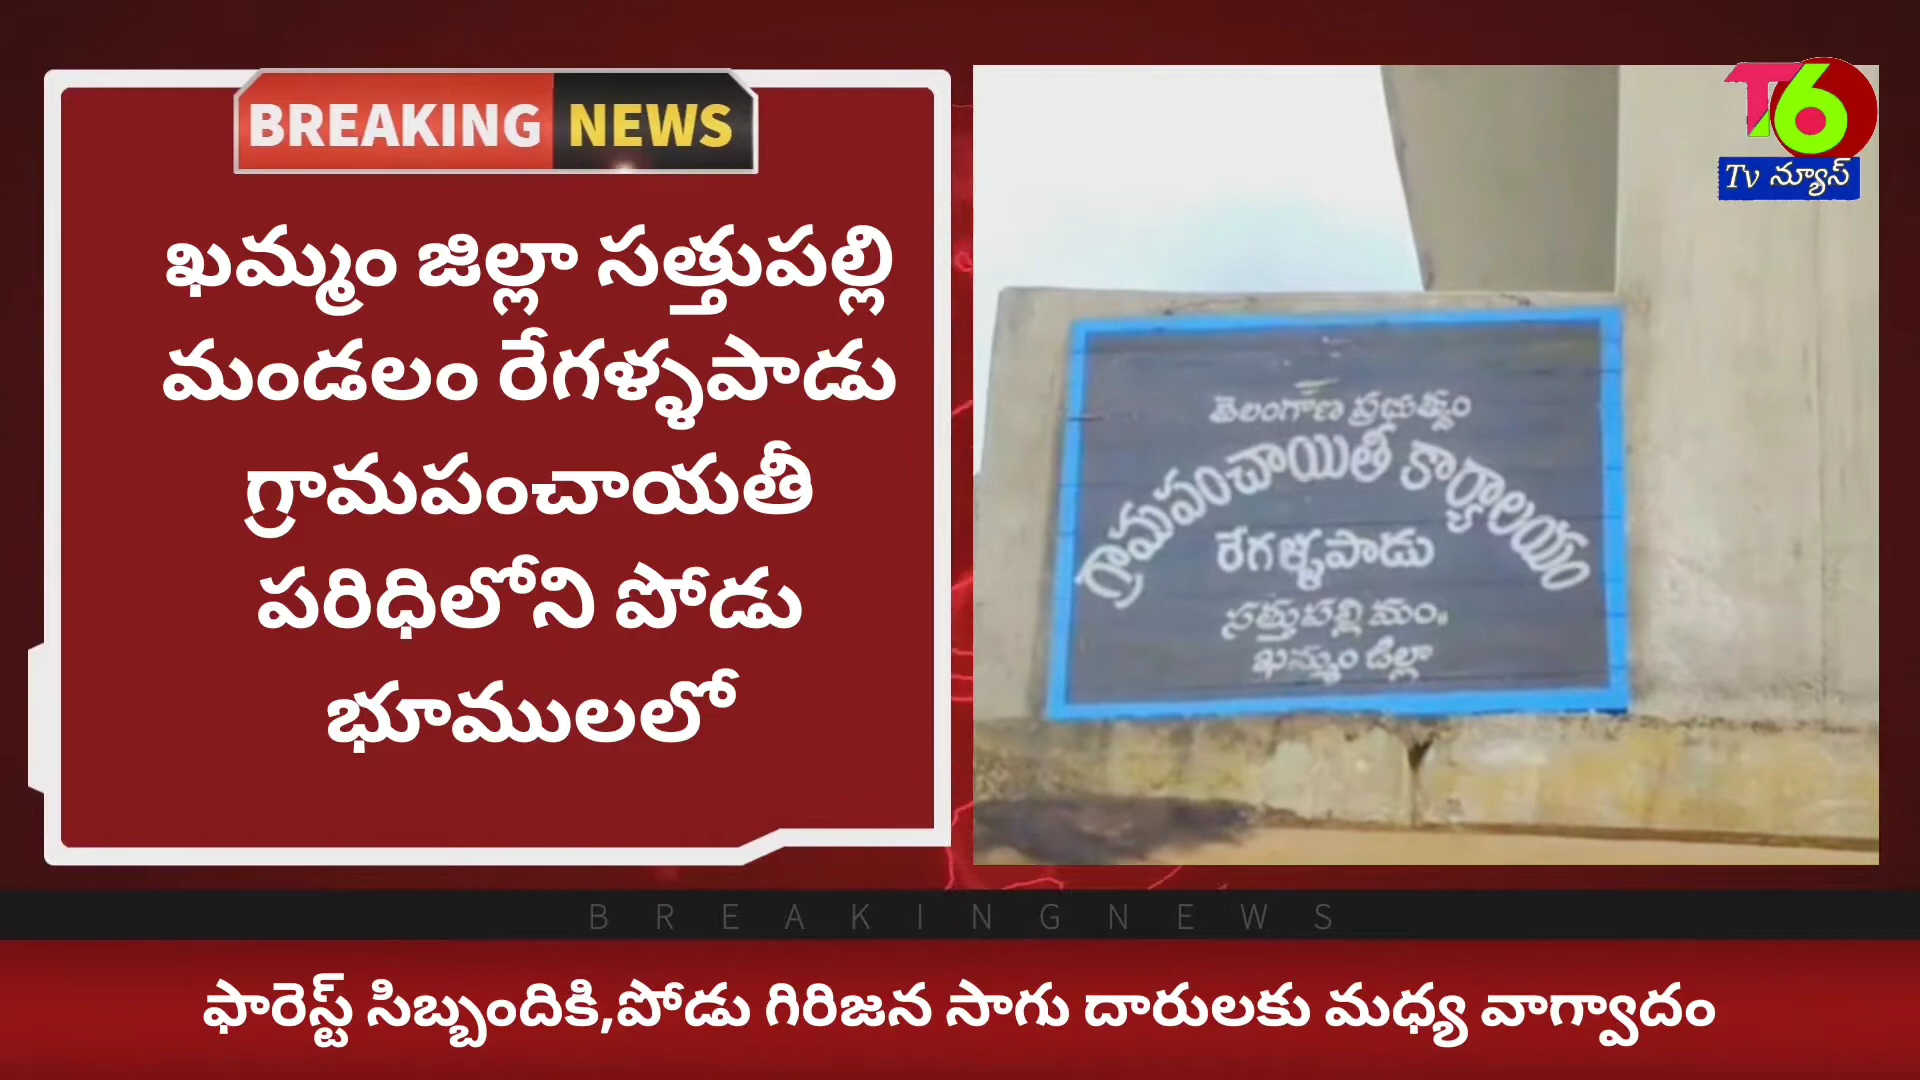 BREAKING NEWS
ఖమ్మం జిల్లా సత్తుపల్లి
మండలం రేగళ్ళపాడు
గ్రామపంచాయతీ
పరిధిలోని పోడు
భూములలో
T6
Tv న్యూస్
తెలంగాణ ప్రభుత్వం
గ్రామపంచాయితీ కార్యాలయం
రేగళ్ళపాడు
సత్తుపల్లి మం.
ఖమ్మం జిల్లా
BREAKINGNEWS
ఫారెస్ట్ సిబ్బందికి,పోడు గిరిజన సాగు దారులకు మధ్య వాగ్వాదం